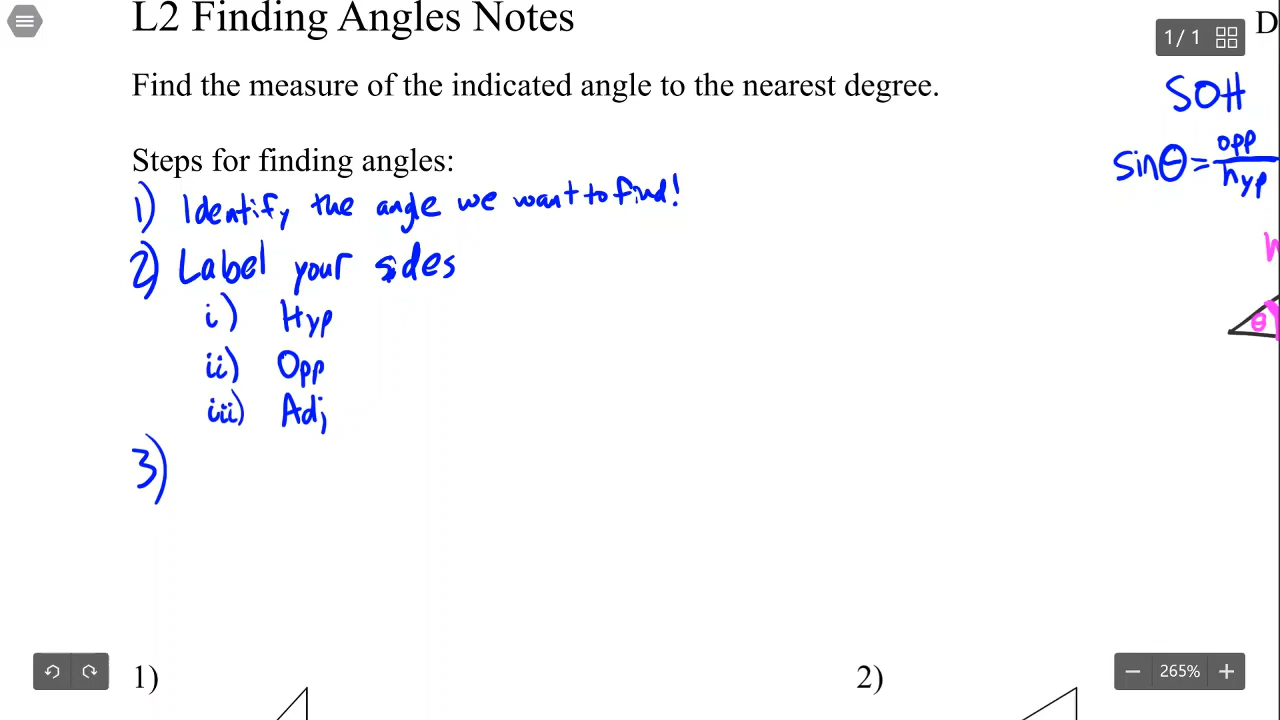 L2 Finding Angles Notes
D
1/1
Find the measure of the indicated angle to the nearest degree.
SOH
Steps for finding angles:
sinθ = opp/hyp
1) Identify the angle we want to find!
2) Label your sides
i) Hyp
ii) Opp
iii) Adj
θ
3)
1)
2)
265%